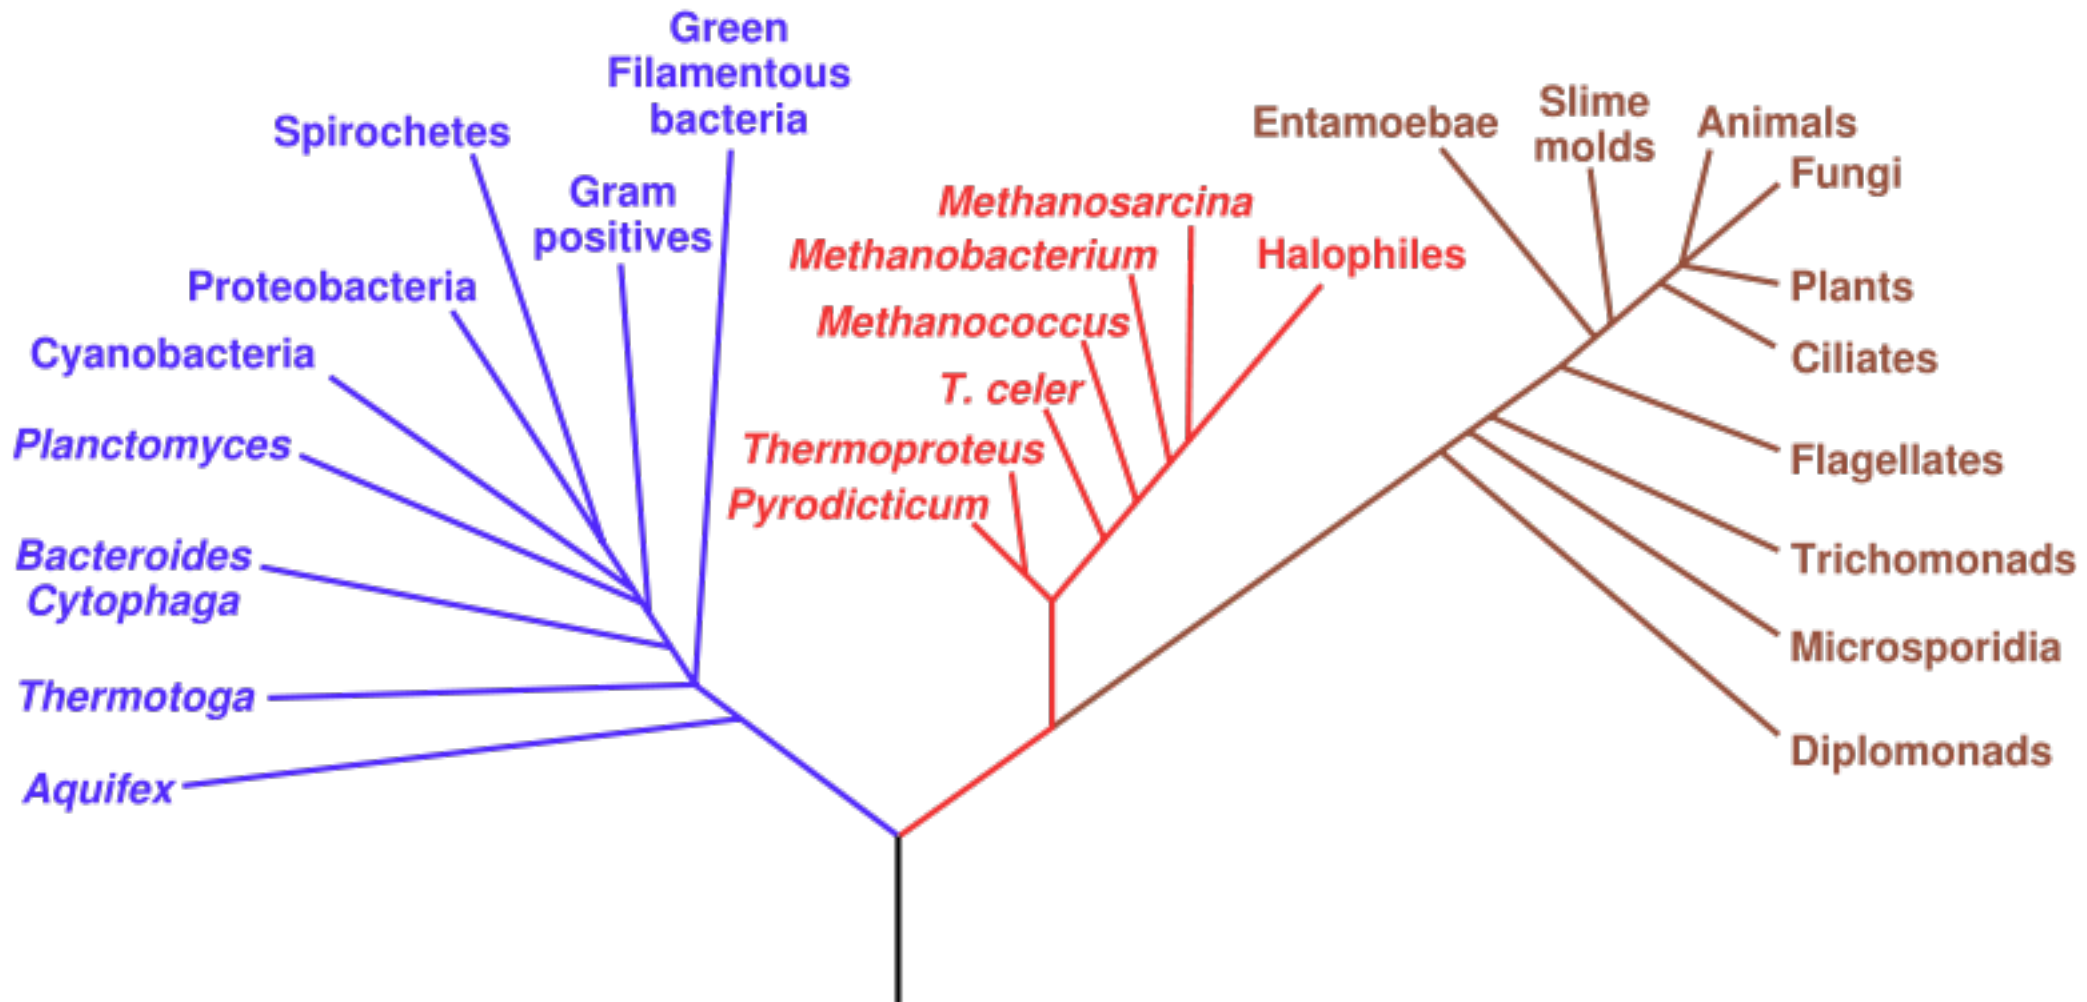 Green
Filamentous
bacteria
Spirochetes
Gram
positives
Proteobacteria
Cyanobacteria
Planctomyces
Bacteroides
Cytophaga
Thermotoga
Aquifex
Methanosarcina
Methanobacterium
Halophiles
Methanococcus
T. celer
Thermoproteus
Pyrodicticum
Entamoebae
Slime
molds
Animals
Fungi
Plants
Ciliates
Flagellates
Trichomonads
Microsporidia
Diplomonads